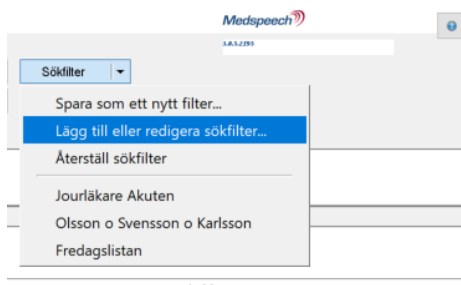 Medspeech
Sökfilter
Spara som ett nytt filter...
Lägg till eller redigera sökfilter...
Återställ sökfilter
Jourläkare Akuten
Olsson o Svensson o Karlsson
Fredagslistan